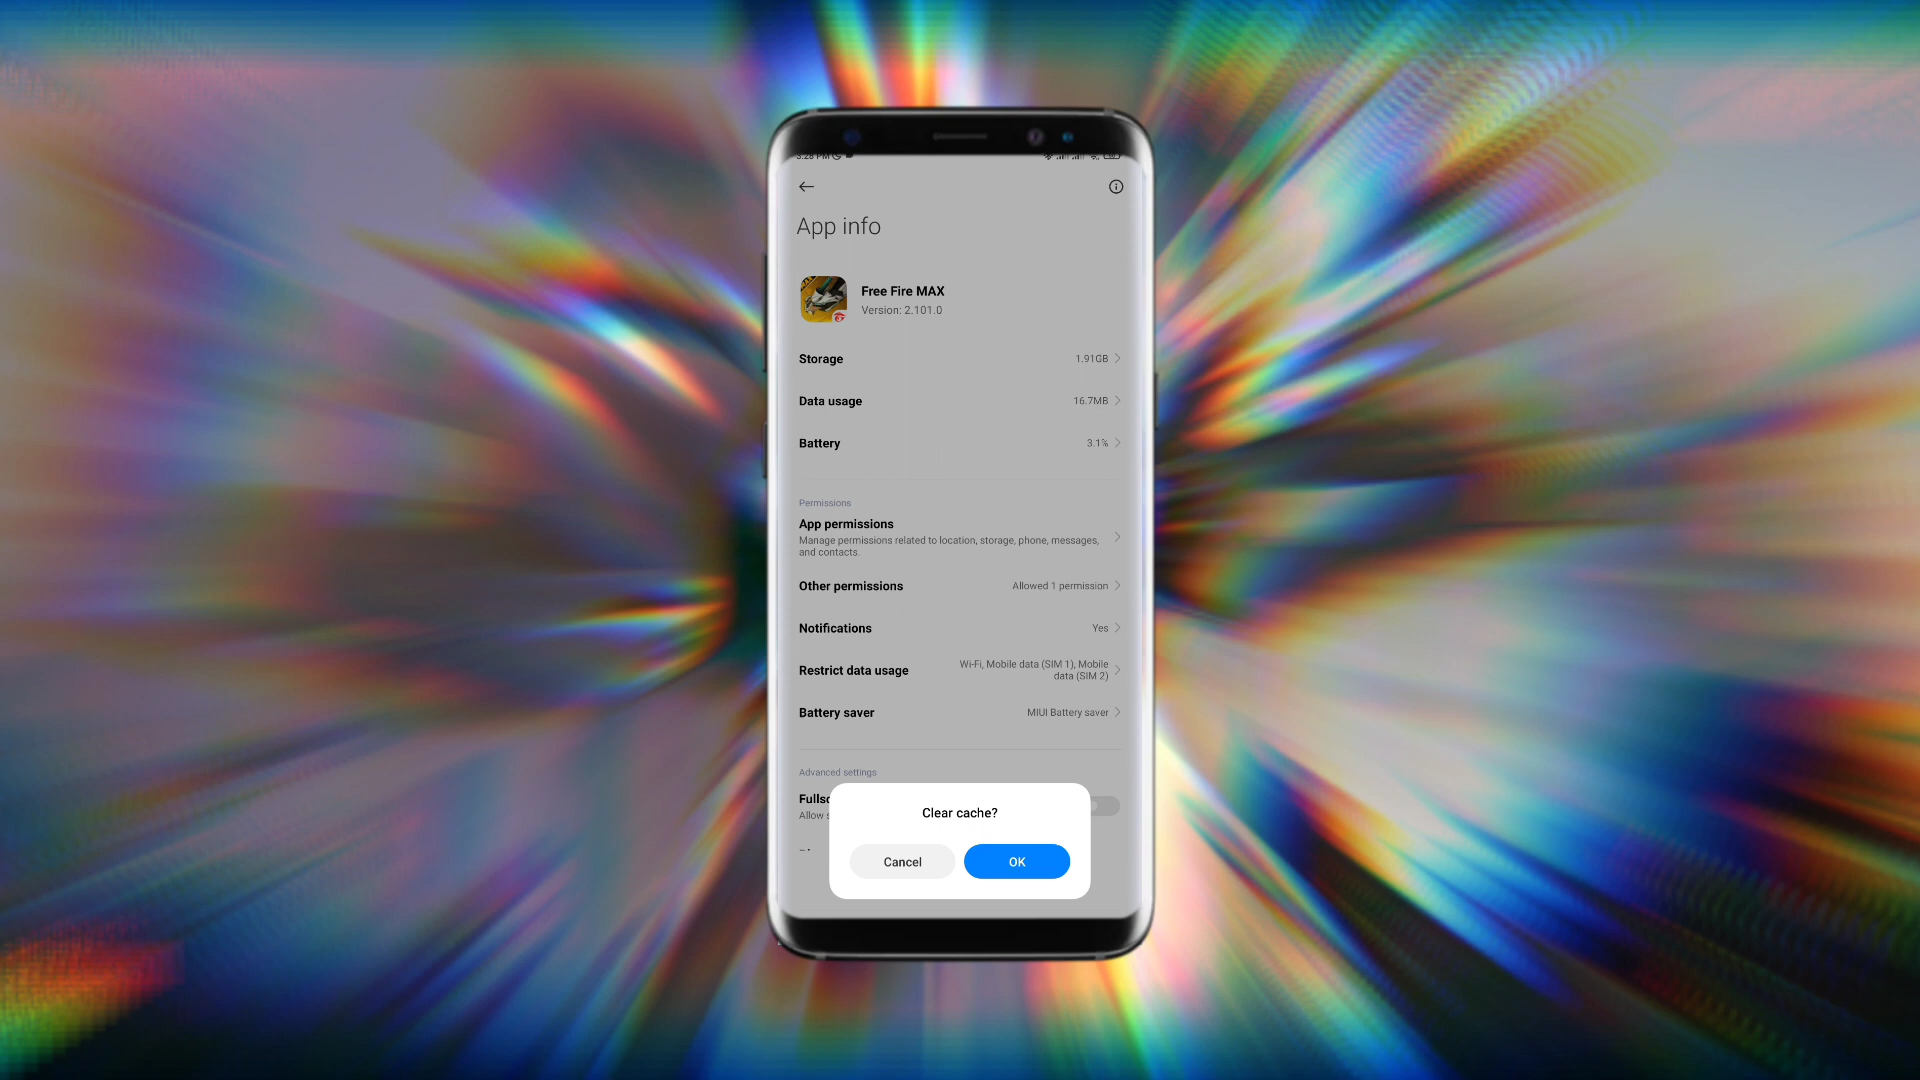 3:28 PM
App info
Free Fire MAX
Version: 2.101.0
Storage 1.91GB
Data usage 16.7MB
Battery 3.1%
Permissions
App permissions
Manage permissions related to location, storage, phone, messages,
and contacts.
Other permissions Allowed 1 permission
Notifications Yes
Restrict data usage Wi-Fi, Mobile data (SIM 1), Mobile
data (SIM 2)
Battery saver MIUI Battery saver
Advanced settings
Allow
Clear cache?
Cancel OK